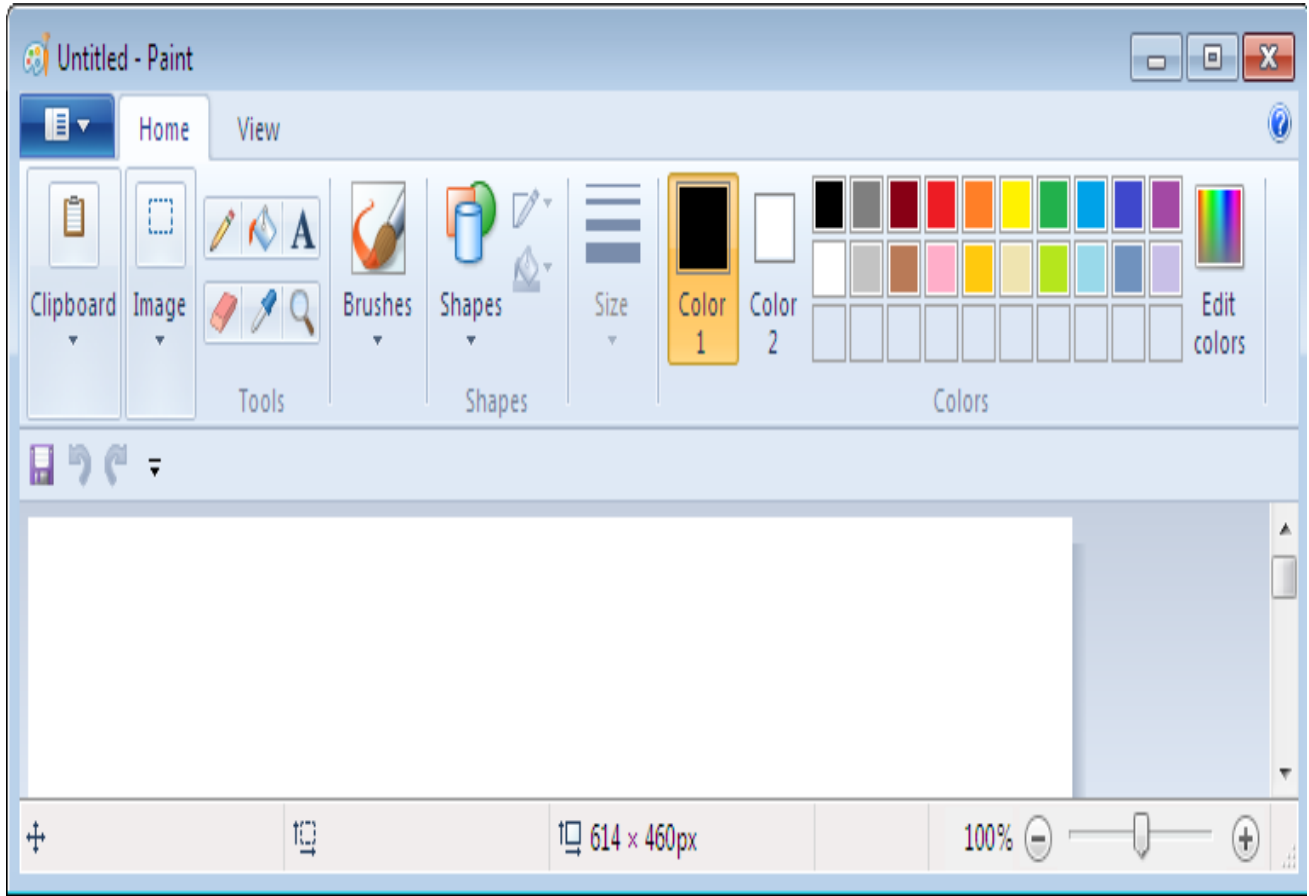 Untitled - Paint
Home View
Clipboard Image Brushes Shapes Size Color 1 Color 2 Edit colors
Tools Shapes Colors
614 × 460px 100%